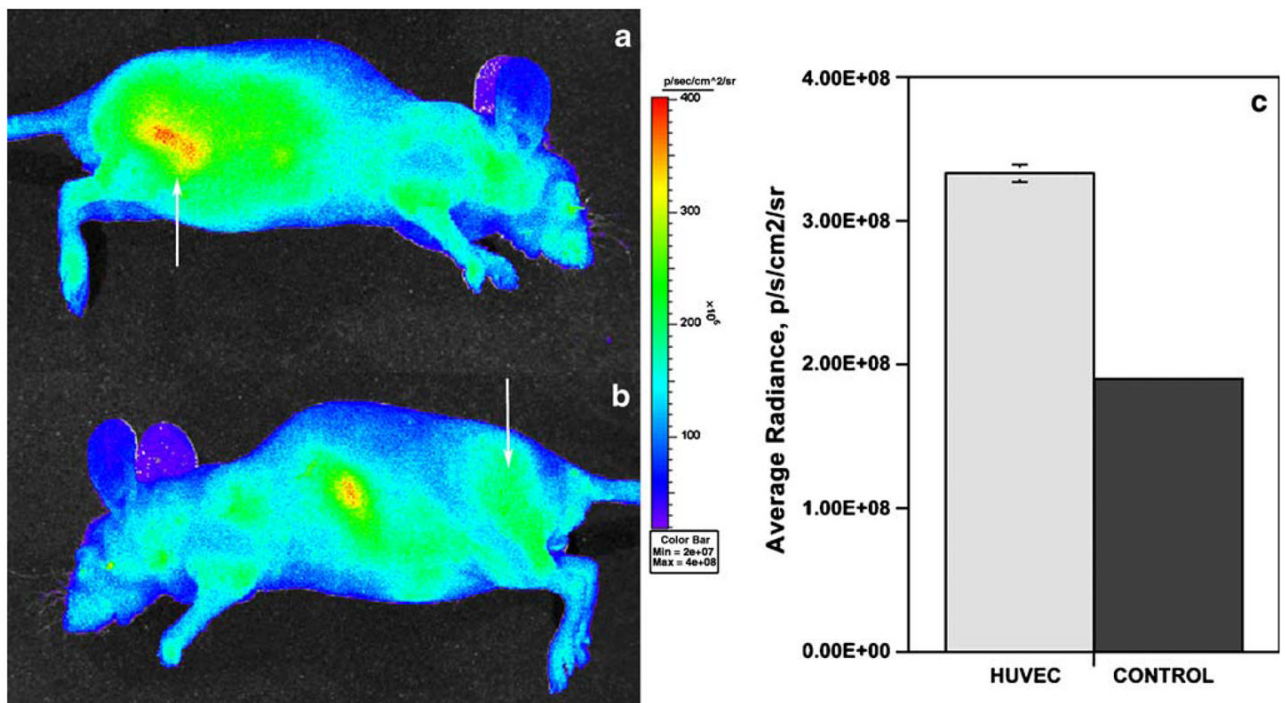 a
p/sec/cm^2/sr
400
300
200
100
×10⁶
Color Bar
Min = 2e+07
Max = 4e+08
b
c
Average Radiance, p/s/cm2/sr
4.00E+08
3.00E+08
2.00E+08
1.00E+08
0.00E+00
HUVEC
CONTROL